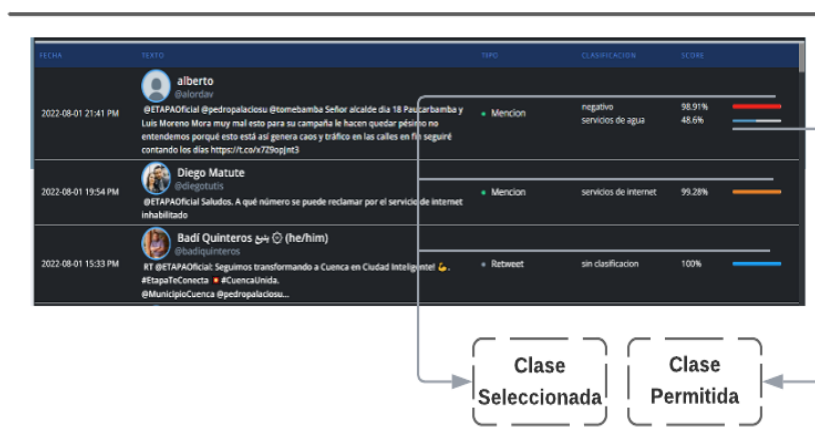 FECHA TEXTO TIPO CLASIFICACION SCORE
alberto
@alordav
2022-08-01 21:41 PM
@ETAPAOficial @pedropalaciosu @tomebamba Señor alcalde dia 18 Paucarbamba y
Luis Moreno Mora muy mal esto para su campaña le hacen quedar pésimo no
entendemos porqué esto está así genera caos y tráfico en las calles en fin seguiré
contando los días https://t.co/x7Z9opJnt3
Mencion
negativo 98.91%
servicios de agua 48.6%
Diego Matute
@diegotutis
2022-08-01 19:54 PM
@ETAPAOficial Saludos. A qué número se puede reclamar por el servicio de internet
inhabilitado
Mencion
servicios de internet 99.28%
Badí Quinteros (he/him)
@badiquinteros
2022-08-01 15:33 PM
RT @ETAPAOficial: Seguimos transformando a Cuenca en Ciudad Inteligente! 💪.
#EtapaTeConecta #CuencaUnida.
@MunicipioCuenca @pedropalaciosu...
Retweet
sin clasificacion 100%
Clase
Seleccionada
Clase
Permitida